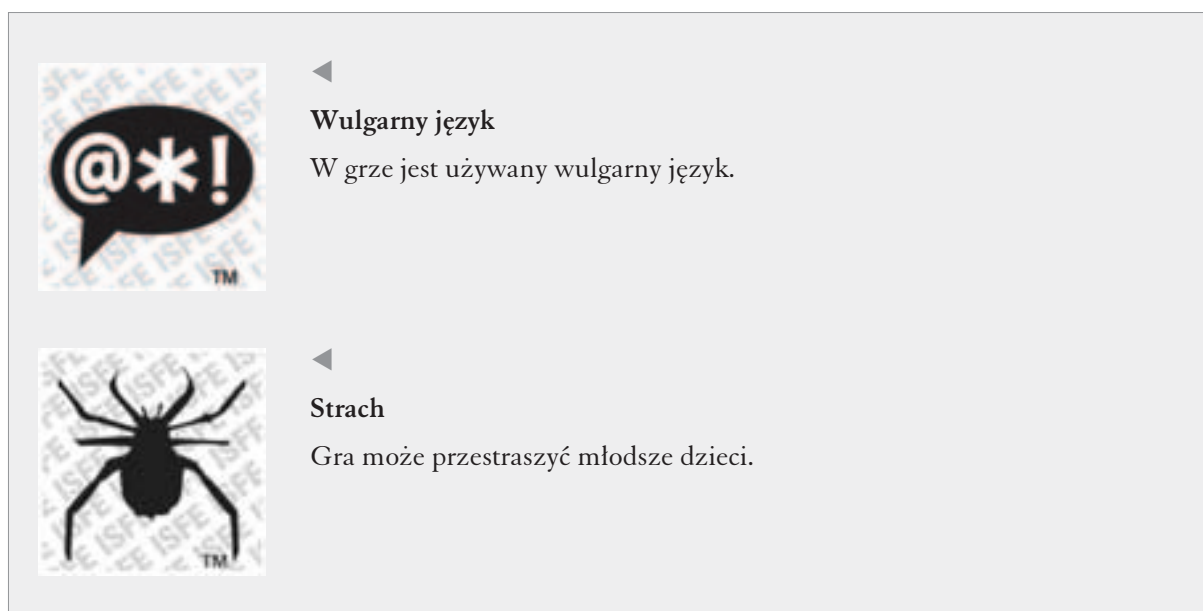 @*!
TM
Wulgarny język
W grze jest używany wulgarny język.
TM
Strach
Gra może przestraszyć młodsze dzieci.